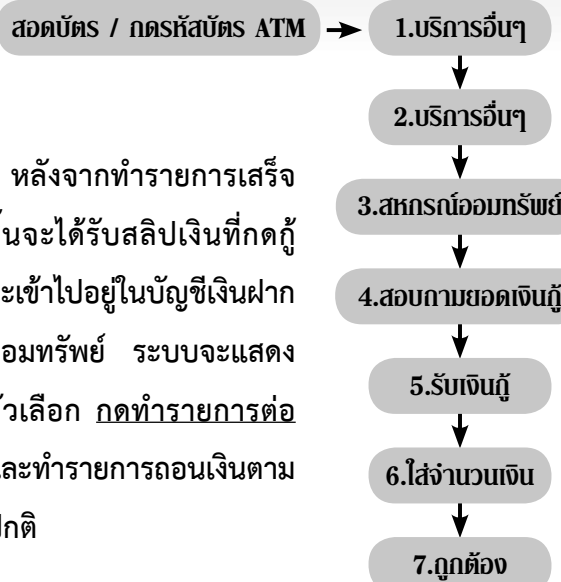 สอดบัตร / กดรหัสบัตร ATM
1.บริการอื่นๆ
2.บริการอื่นๆ
3.สหกรณ์ออมทรัพย์
4.สอบถามยอดเงินกู้
5.รับเงินกู้
6.ใส่จำนวนเงิน
7.ถูกต้อง
หลังจากทำรายการเสร็จ
นจะได้รับสลิปเงินที่กดกู้
ะเข้าไปอยู่ในบัญชีเงินฝาก
อมทรัพย์ ระบบจะแสดง
ัวเลือก กดทำรายการต่อ
ละทำรายการถอนเงินตาม
กติ